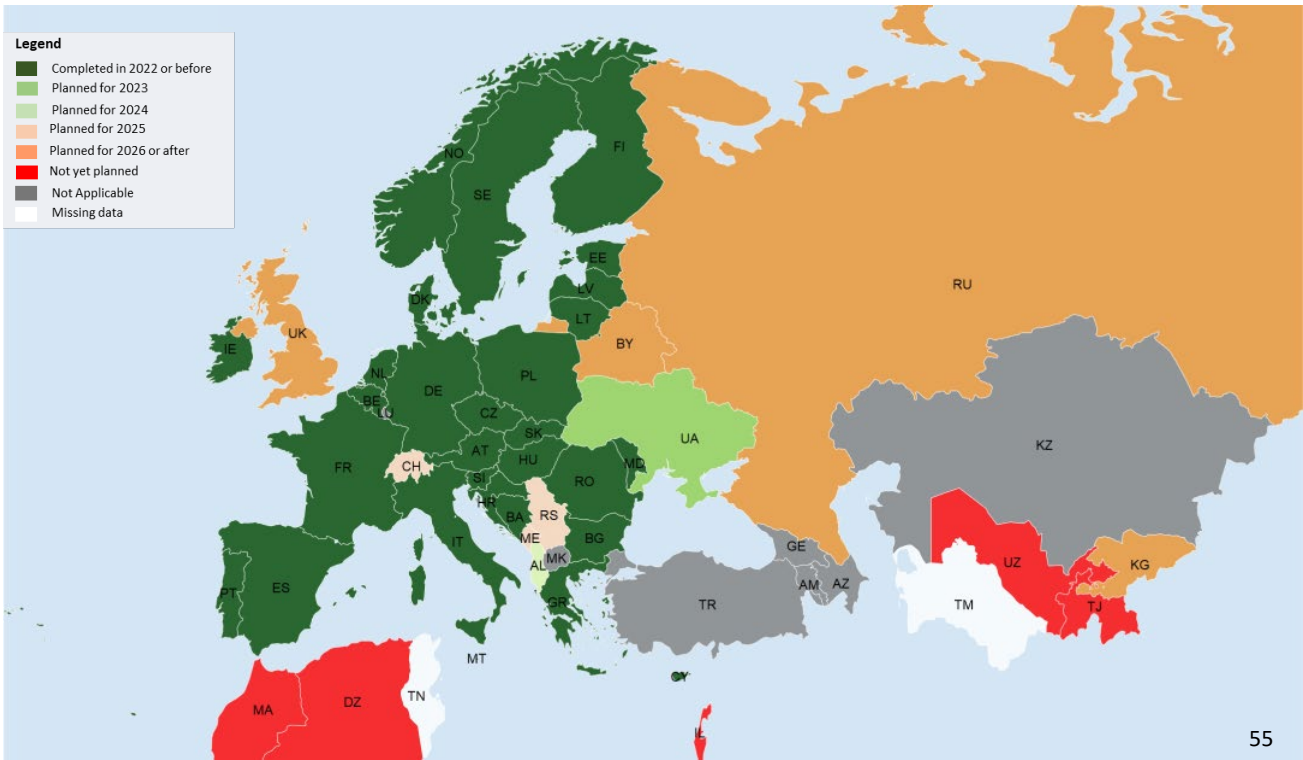 Legend
Completed in 2022 or before
Planned for 2023
Planned for 2024
Planned for 2025
Planned for 2026 or after
Not yet planned
Not Applicable
Missing data
NO
FI
SE
EE
RU
LV
DK
LT
UK
BY
IE
NL
PL
DE
BE
LU
CZ
SK
UA
KZ
AT
HU
MD
FR
CH
SI
RO
HR
BA
RS
IT
ME
BG
GE
MK
AL
UZ
KG
ES
PT
AM
AZ
GR
TR
TM
TJ
MT
CY
TN
DZ
MA
IL
55